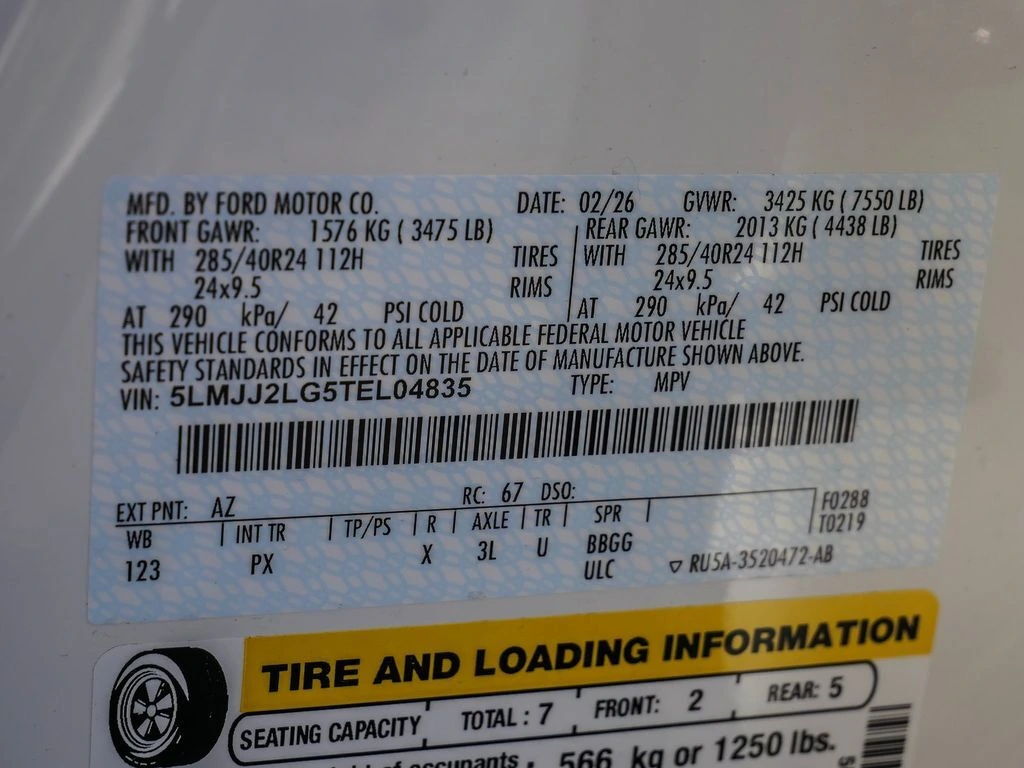 MFD. BY FORD MOTOR CO. DATE: 02/26 GVWR: 3425 KG ( 7550 LB)
FRONT GAWR: 1576 KG ( 3475 LB) REAR GAWR: 2013 KG ( 4438 LB)
WITH 285/40R24 112H TIRES WITH 285/40R24 112H TIRES
24x9.5 RIMS 24x9.5 RIMS
AT 290 kPa/ 42 PSI COLD AT 290 kPa/ 42 PSI COLD
THIS VEHICLE CONFORMS TO ALL APPLICABLE FEDERAL MOTOR VEHICLE
SAFETY STANDARDS IN EFFECT ON THE DATE OF MANUFACTURE SHOWN ABOVE.
VIN: 5LMJJ2LG5TEL04835 TYPE: MPV
EXT PNT: AZ RC: 67 DSO: F0288
WB INT TR TP/PS R AXLE TR SPR T0219
123 PX X 3L U BBGG
ULC ▽ RU5A-3520472-AB
TIRE AND LOADING INFORMATION
SEATING CAPACITY TOTAL : 7 FRONT: 2 REAR: 5
of occupants 566 kg or 1250 lbs.